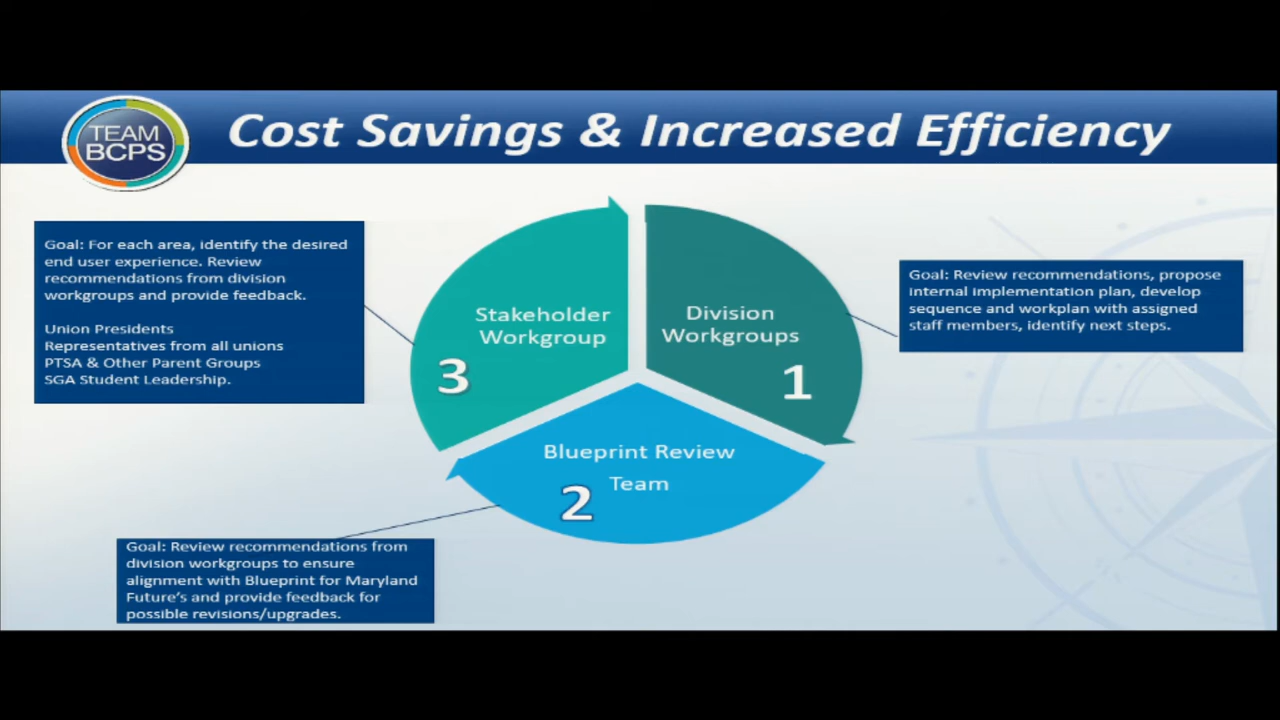 TEAM
BCPS
Cost Savings & Increased Efficiency
Goal: For each area, identify the desired
end user experience. Review
recommendations from division
workgroups and provide feedback.
Union Presidents
Representatives from all unions
PTSA & Other Parent Groups
SGA Student Leadership.
Stakeholder
Workgroup
3
Division
Workgroups
1
Goal: Review recommendations, propose
internal implementation plan, develop
sequence and workplan with assigned
staff members, identify next steps.
Blueprint Review
Team
2
Goal: Review recommendations from
division workgroups to ensure
alignment with Blueprint for Maryland
Future's and provide feedback for
possible revisions/upgrades.